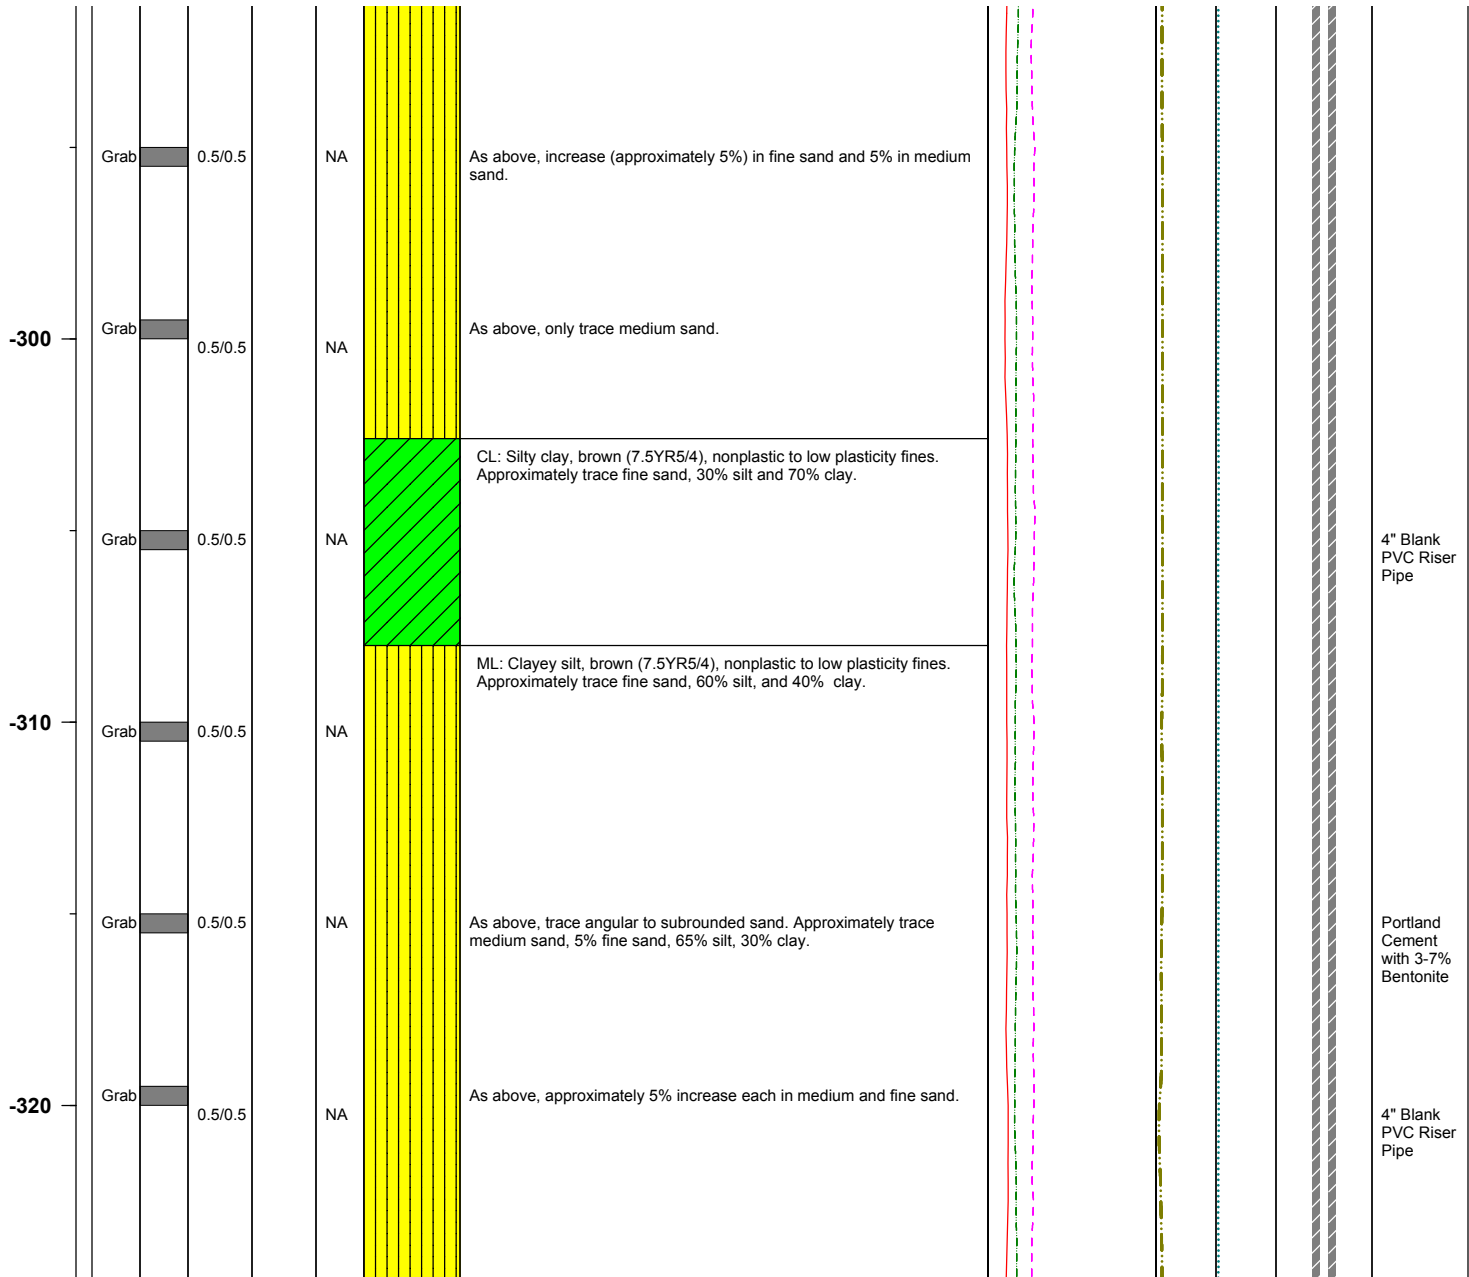 Grab 0.5/0.5 NA As above, increase (approximately 5%) in fine sand and 5% in medium
sand.
-300 Grab As above, only trace medium sand.
0.5/0.5 NA
CL: Silty clay, brown (7.5YR5/4), nonplastic to low plasticity fines.
Approximately trace fine sand, 30% silt and 70% clay.
Grab 0.5/0.5 NA 4" Blank
PVC Riser
Pipe
ML: Clayey silt, brown (7.5YR5/4), nonplastic to low plasticity fines.
Approximately trace fine sand, 60% silt, and 40% clay.
-310 Grab 0.5/0.5 NA
Grab 0.5/0.5 NA As above, trace angular to subrounded sand. Approximately trace
medium sand, 5% fine sand, 65% silt, 30% clay.
Portland
Cement
with 3-7%
Bentonite
-320 Grab As above, approximately 5% increase each in medium and fine sand.
0.5/0.5 NA 4" Blank
PVC Riser
Pipe